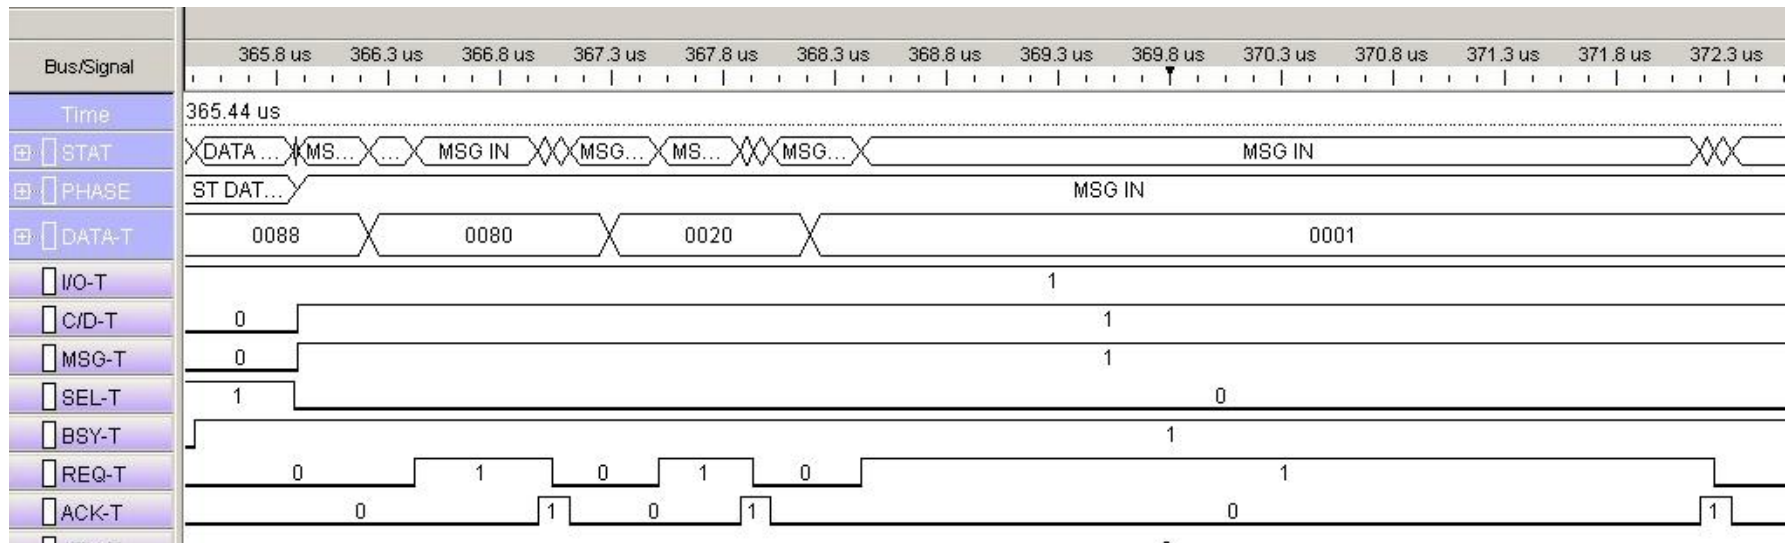 Bus/Signal 365.8 us 366.3 us 366.8 us 367.3 us 367.8 us 368.3 us 368.8 us 369.3 us 369.8 us 370.3 us 370.8 us 371.3 us 371.8 us 372.3 us
Time 365.44 us
STAT DATA ... MS... ... MSG IN MSG... MS... MSG... MSG IN
PHASE ST DAT... MSG IN
DATA-T 0088 0080 0020 0001
I/O-T 1
C/D-T 0 1
MSG-T 0 1
SEL-T 1 0
BSY-T 1
REQ-T 0 1 0 1 0 1
ACK-T 0 1 0 1 0 1